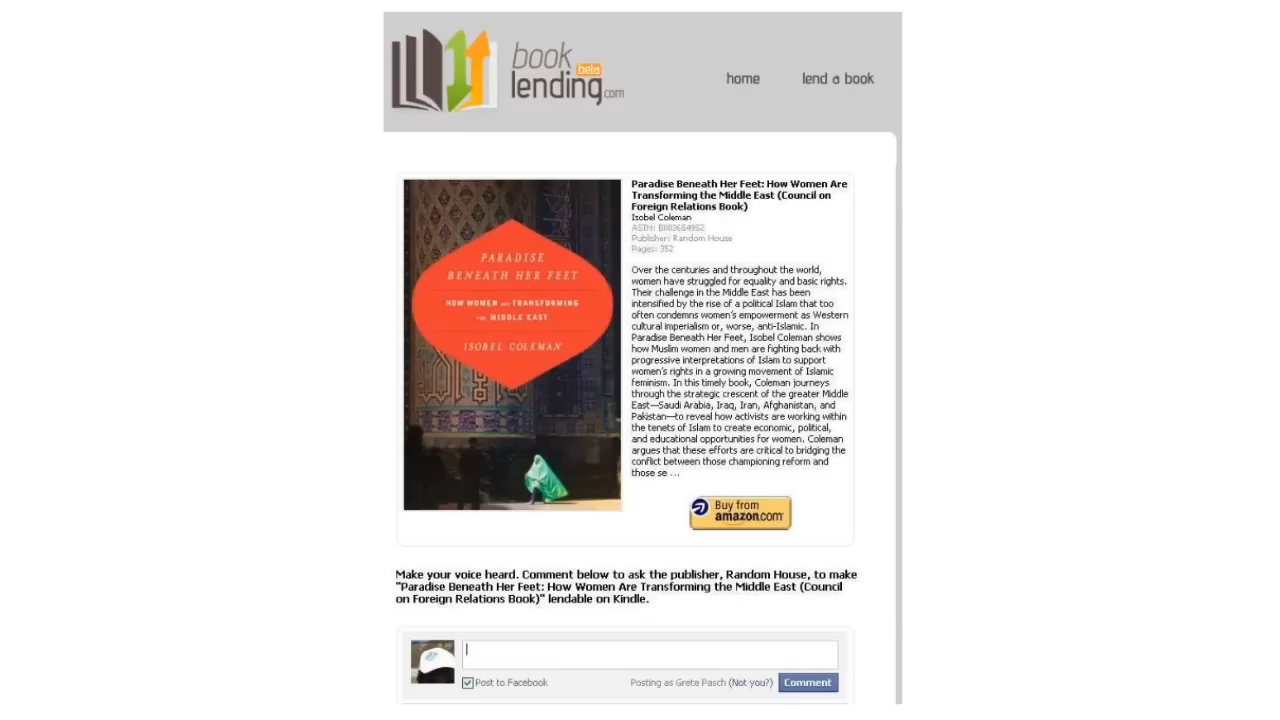 book
beta
lending.com
home
lend a book
Paradise Beneath Her Feet: How Women Are
Transforming the Middle East (Council on
Foreign Relations Book)
Isobel Coleman
ASIN: B0036S49S2
Publisher: Random House
Pages: 352
PARADISE
BENEATH HER FEET
HOW WOMEN ARE TRANSFORMING
THE MIDDLE EAST
ISOBEL COLEMAN
Over the centuries and throughout the world,
women have struggled for equality and basic rights.
Their challenge in the Middle East has been
intensified by the rise of a political Islam that too
often condemns women's empowerment as Western
cultural imperialism or, worse, anti-Islamic. In
Paradise Beneath Her Feet, Isobel Coleman shows
how Muslim women and men are fighting back with
progressive interpretations of Islam to support
women's rights in a growing movement of Islamic
feminism. In this timely book, Coleman journeys
through the strategic crescent of the greater Middle
East—Saudi Arabia, Iraq, Iran, Afghanistan, and
Pakistan—to reveal how activists are working within
the tenets of Islam to create economic, political,
and educational opportunities for women. Coleman
argues that these efforts are critical to bridging the
conflict between those championing reform and
those se ...
Buy from
amazon.com
Make your voice heard. Comment below to ask the publisher, Random House, to make
"Paradise Beneath Her Feet: How Women Are Transforming the Middle East (Council
on Foreign Relations Book)" lendable on Kindle.
Post to Facebook
Posting as Grete Pasch (Not you?)
Comment